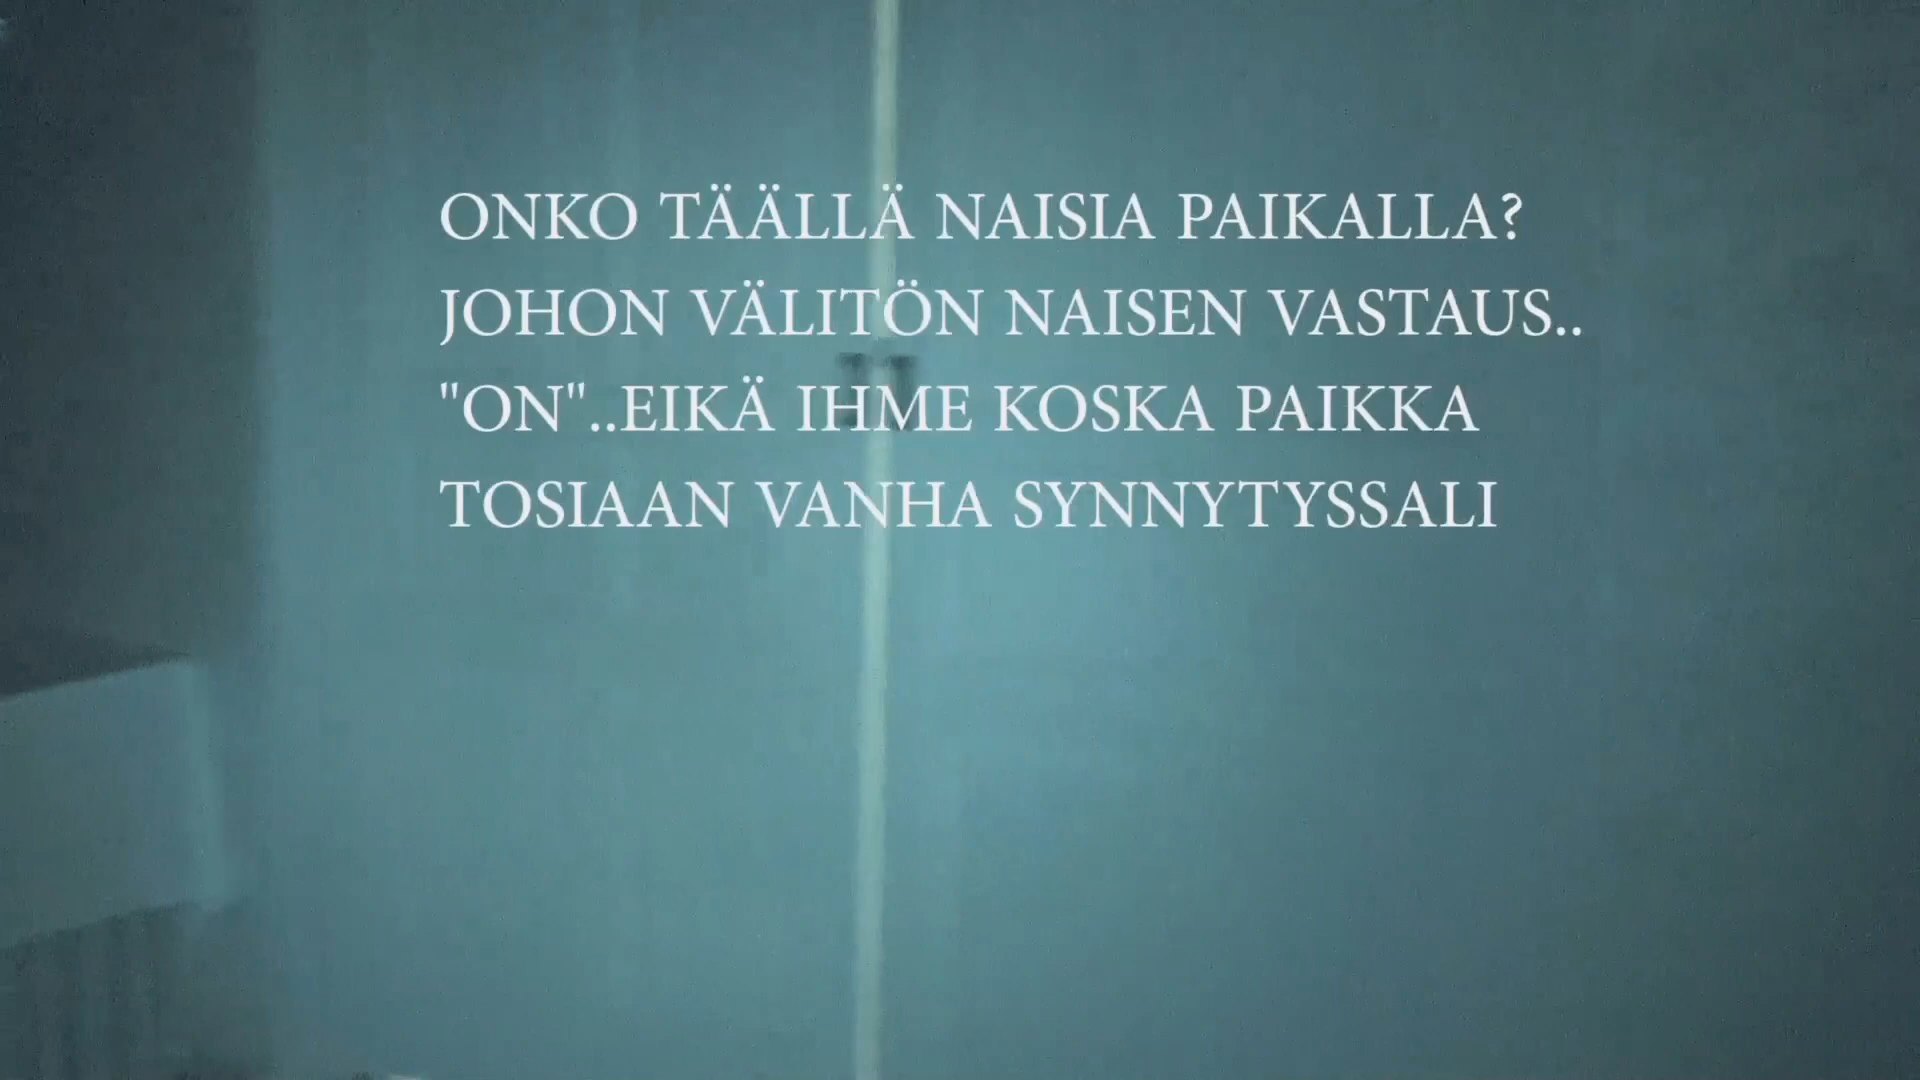 ONKO TÄÄLLÄ NAISIA PAIKALLA?
JOHON VÄLITÖN NAISEN VASTAUS..
"ON"..EIKÄ IHME KOSKA PAIKKA
TOSIAAN VANHA SYNNYTYSSALI